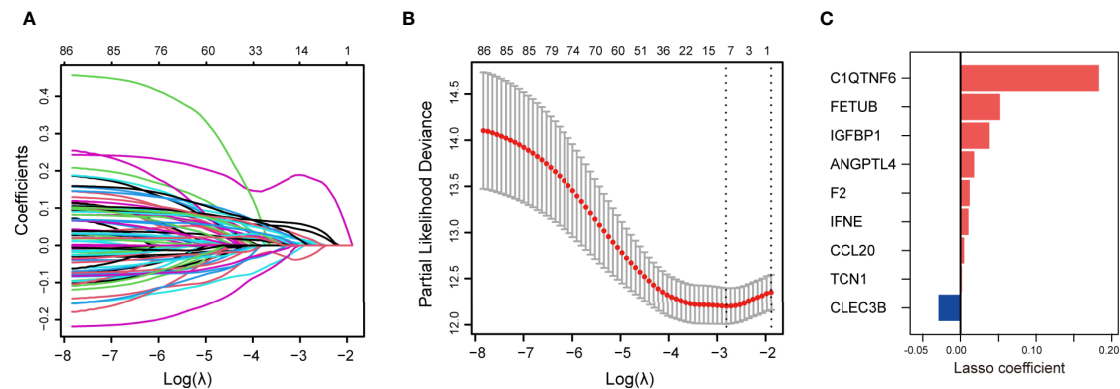 A
86 85 76 60 33 14 1
Coefficients
0.4
0.3
0.2
0.1
0.0
−0.1
−0.2
−8 −7 −6 −5 −4 −3 −2
Log(λ)
B
86 85 85 79 74 70 60 51 36 22 15 7 3 1
Partial Likelihood Deviance
14.5
14.0
13.5
13.0
12.5
12.0
−8 −7 −6 −5 −4 −3 −2
Log(λ)
C
C1QTNF6
FETUB
IGFBP1
ANGPTL4
F2
IFNE
CCL20
TCN1
CLEC3B
-0.05 0.00 0.10 0.20
Lasso coefficient